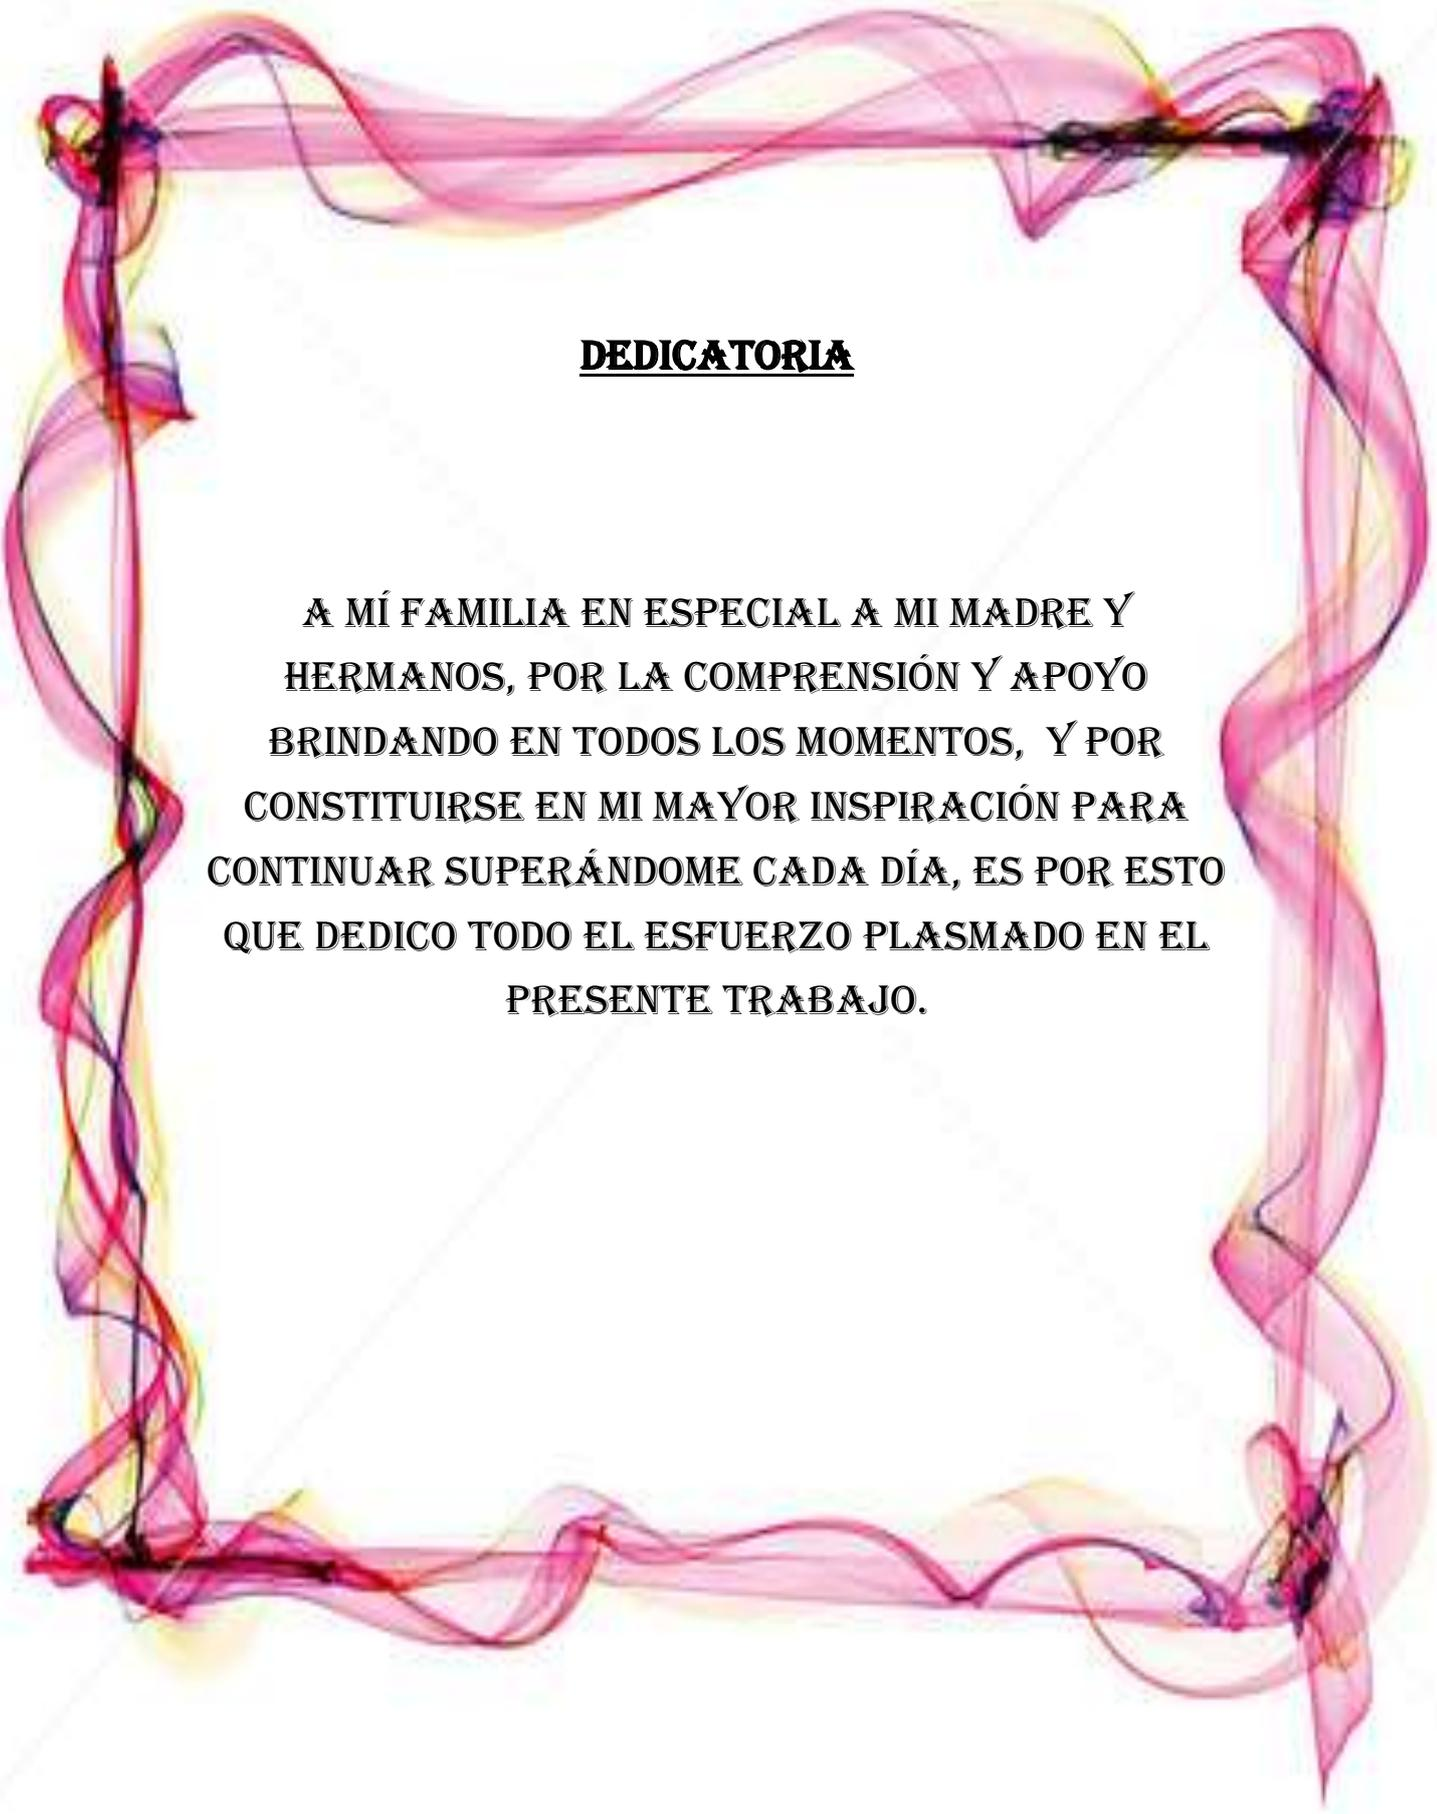 DEDICATORIA
A MÍ FAMILIA EN ESPECIAL A MI MADRE Y
HERMANOS, POR LA COMPRENSIÓN Y APOYO
BRINDANDO EN TODOS LOS MOMENTOS,  Y POR
CONSTITUIRSE EN MI MAYOR INSPIRACIÓN PARA
CONTINUAR SUPERÁNDOME CADA DÍA, ES POR ESTO
QUE DEDICO TODO EL ESFUERZO PLASMADO EN EL
PRESENTE TRABAJO.